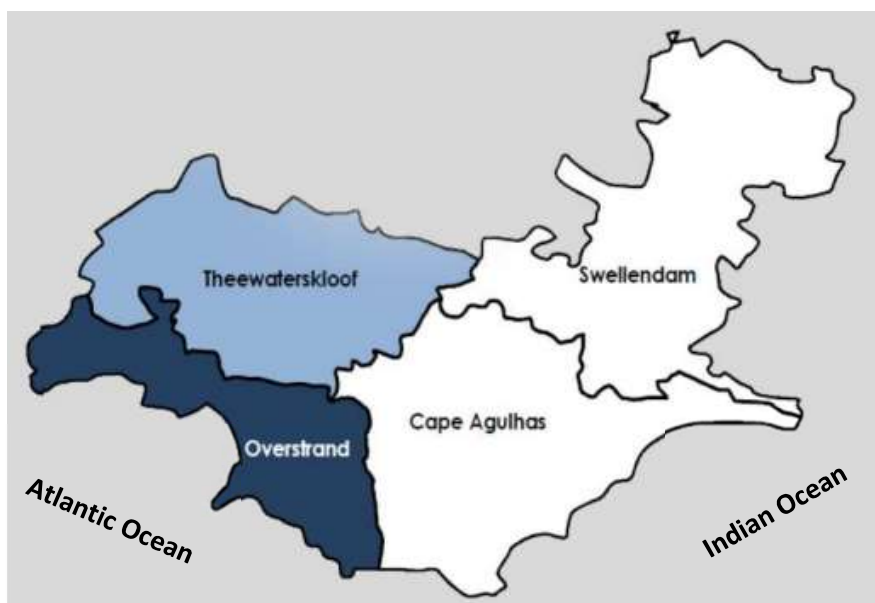 Theewaterskloof
Swellendam
Cape Agulhas
Overstrand
Atlantic Ocean
Indian Ocean